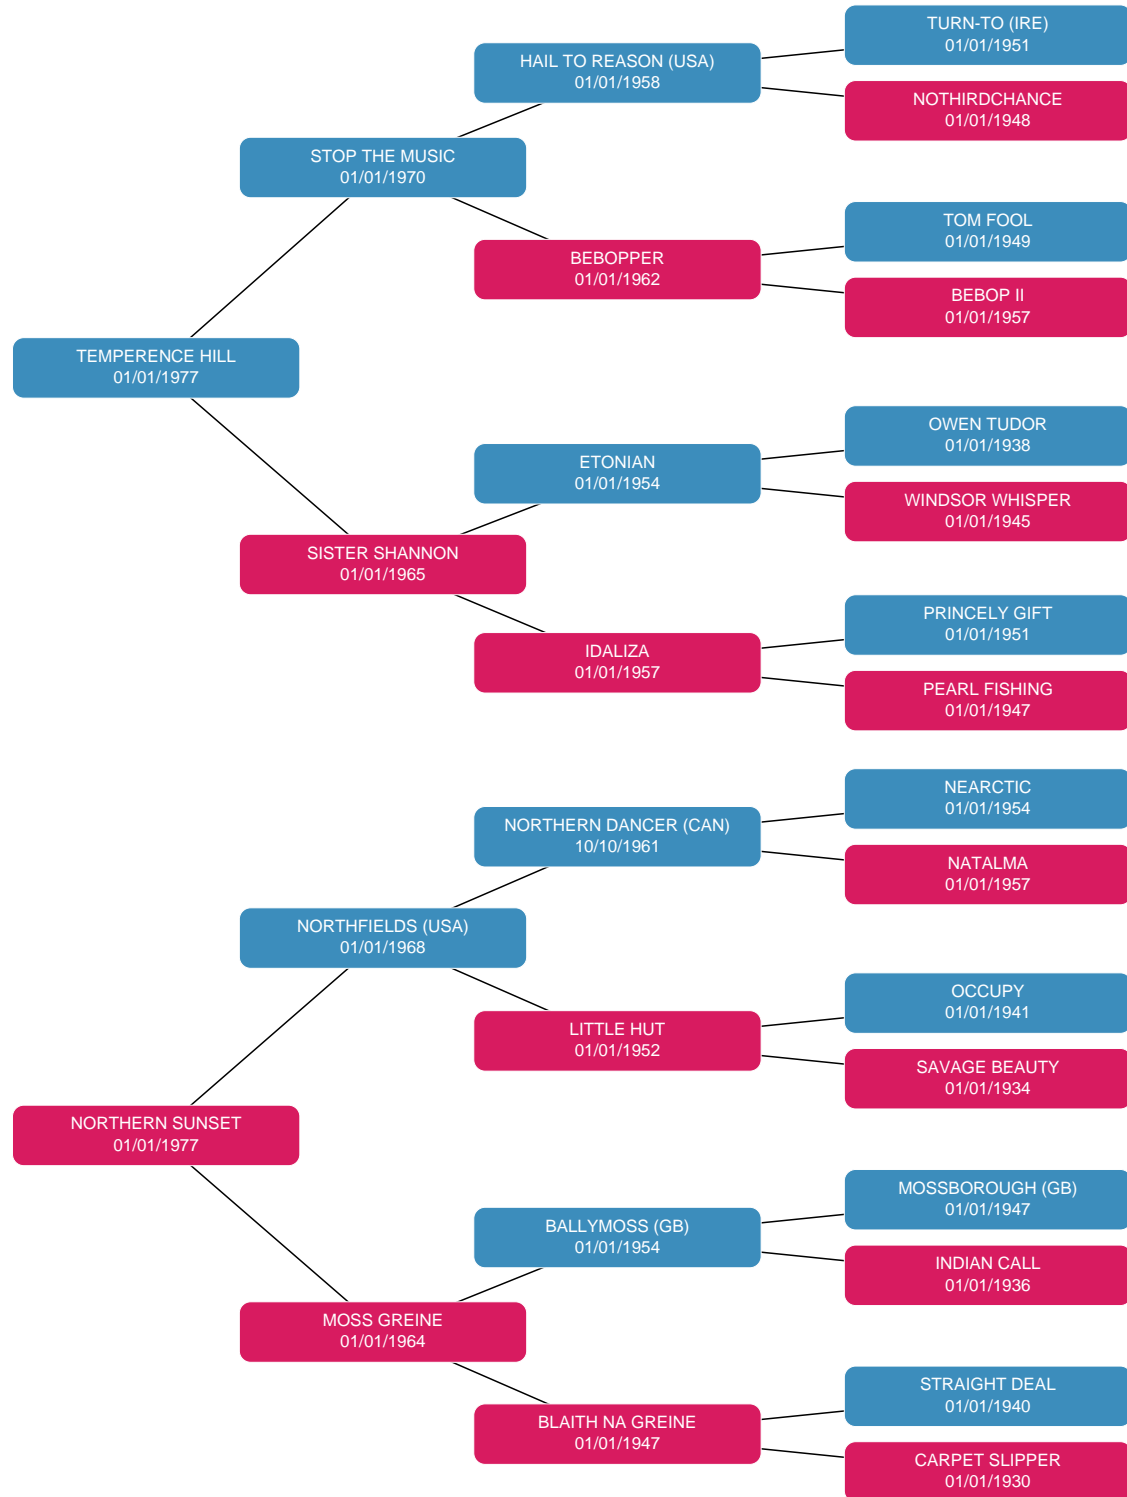 TURN-TO (IRE)
01/01/1951
HAIL TO REASON (USA)
01/01/1958
NOTHIRDCHANCE
01/01/1948
STOP THE MUSIC
01/01/1970
TOM FOOL
01/01/1949
BEBOPPER
01/01/1962
BEBOP II
01/01/1957
TEMPERENCE HILL
01/01/1977
OWEN TUDOR
01/01/1938
ETONIAN
01/01/1954
WINDSOR WHISPER
01/01/1945
SISTER SHANNON
01/01/1965
PRINCELY GIFT
01/01/1951
IDALIZA
01/01/1957
PEARL FISHING
01/01/1947
NEARCTIC
01/01/1954
NORTHERN DANCER (CAN)
10/10/1961
NATALMA
01/01/1957
NORTHFIELDS (USA)
01/01/1968
OCCUPY
01/01/1941
LITTLE HUT
01/01/1952
SAVAGE BEAUTY
01/01/1934
NORTHERN SUNSET
01/01/1977
MOSSBOROUGH (GB)
01/01/1947
BALLYMOSS (GB)
01/01/1954
INDIAN CALL
01/01/1936
MOSS GREINE
01/01/1964
STRAIGHT DEAL
01/01/1940
BLAITH NA GREINE
01/01/1947
CARPET SLIPPER
01/01/1930